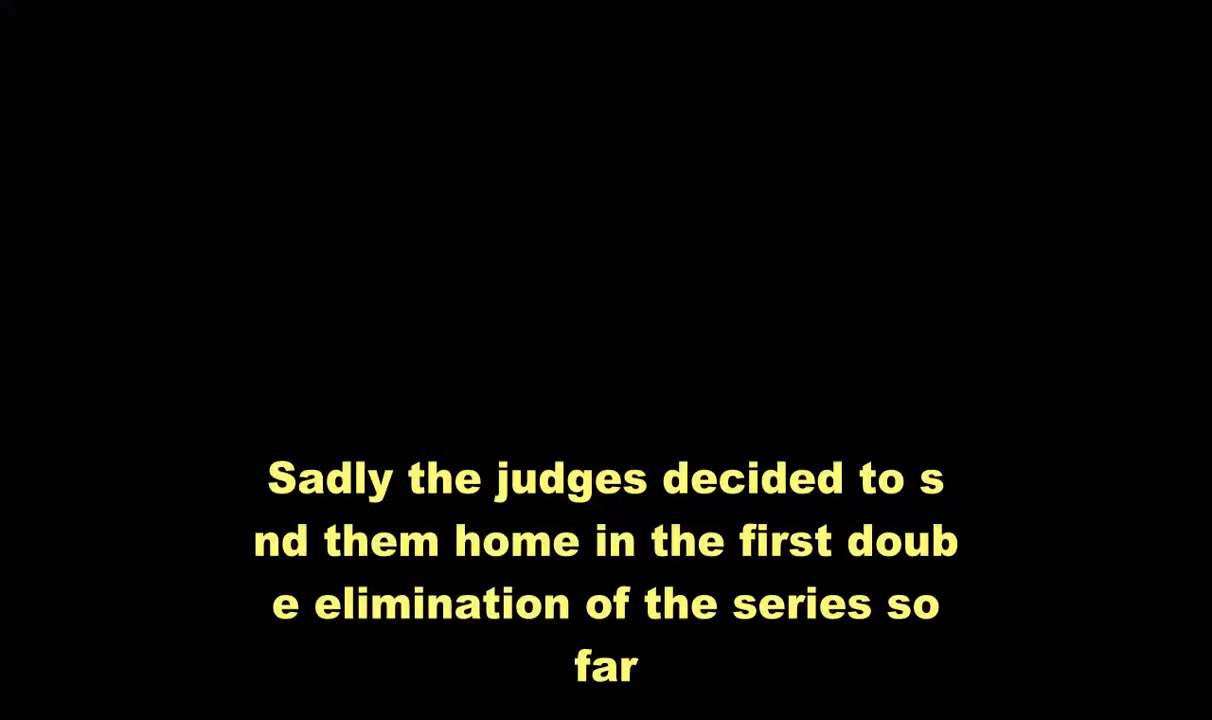 Sadly the judges decided to s
nd them home in the first doub
e elimination of the series so
far